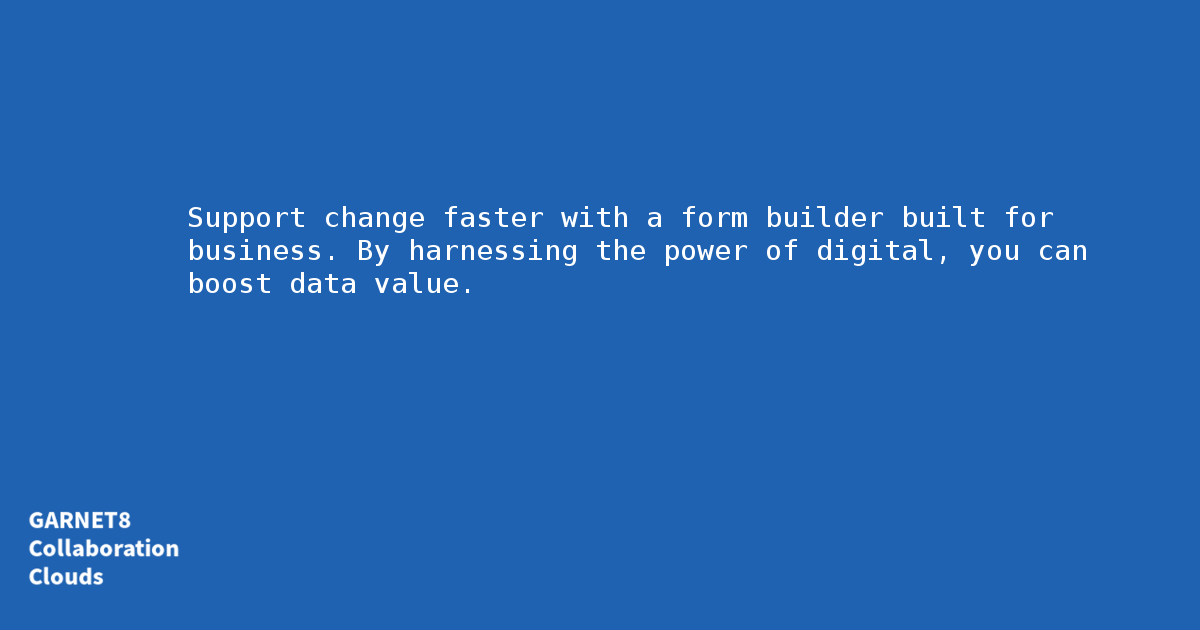 Support change faster with a form builder built for
business. By harnessing the power of digital, you can
boost data value.
GARNET8
Collaboration
Clouds